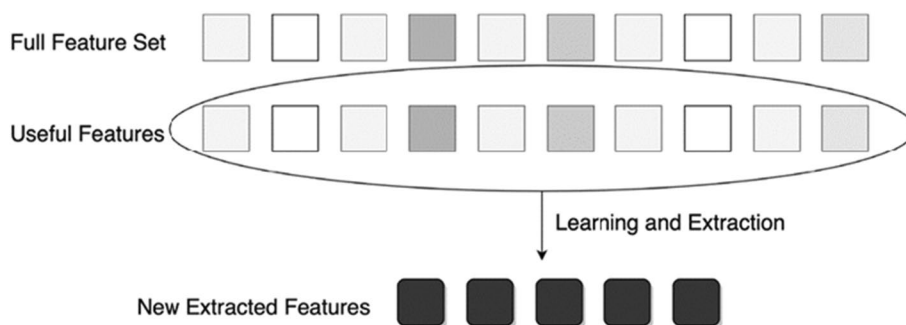 Full Feature Set
Useful Features
Learning and Extraction
New Extracted Features